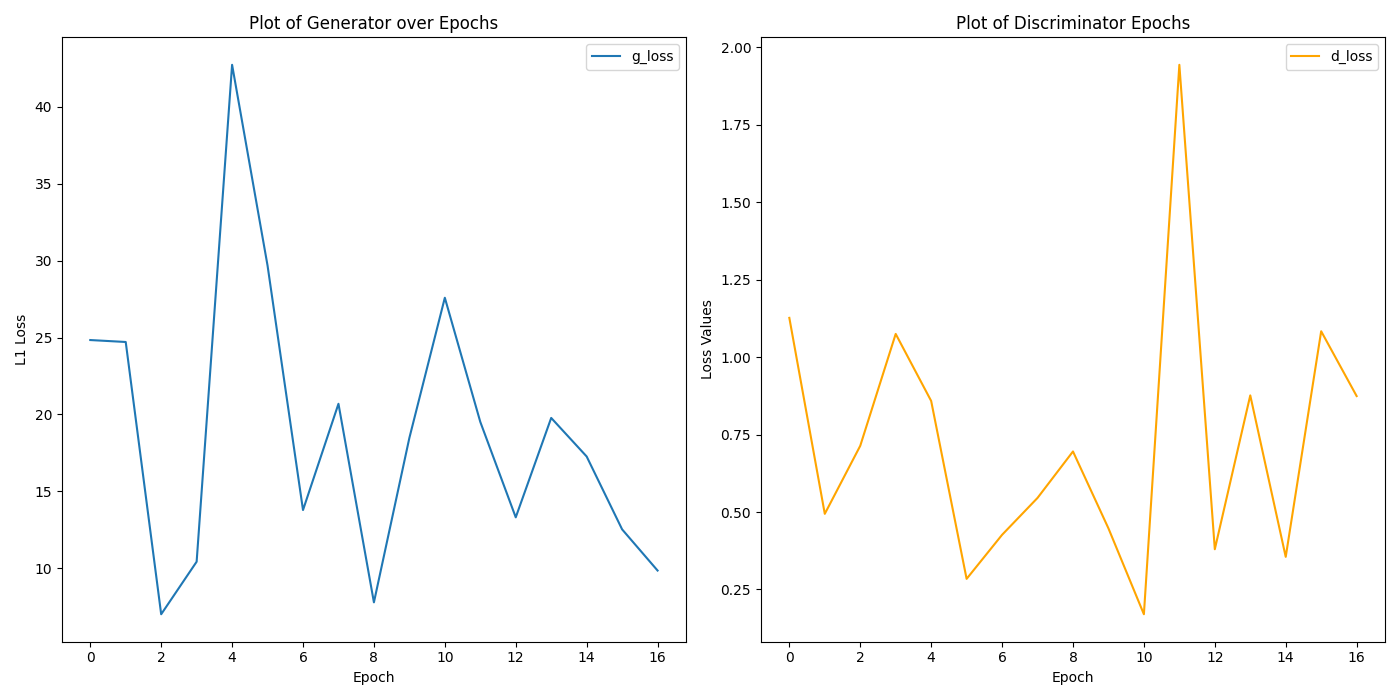 Plot of Generator over Epochs
g_loss
40
35
30
25
20
15
10
L1 Loss
0 2 4 6 8 10 12 14 16
Epoch
Plot of Discriminator Epochs
d_loss
2.00
1.75
1.50
1.25
1.00
0.75
0.50
0.25
Loss Values
0 2 4 6 8 10 12 14 16
Epoch